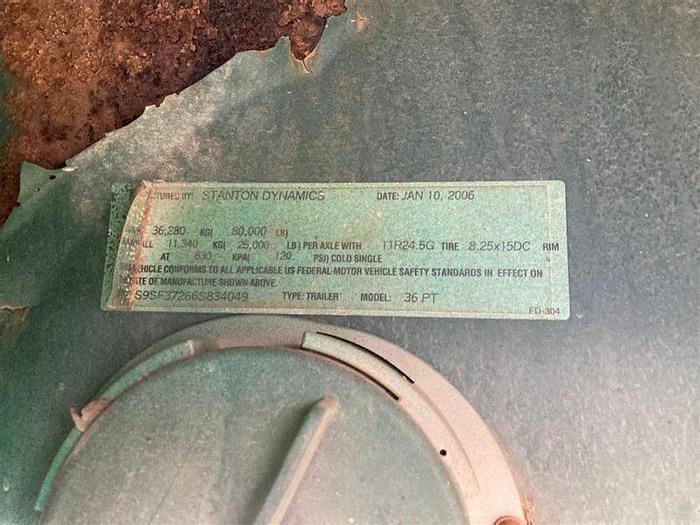 STANTON DYNAMICS DATE: JAN 10, 2006
36,280 KG( 80,000 LB)
ALL 11,340 KG( 25,000 LB) PER AXLE WITH 11R24.5G TIRE 8.25x15DC RIM
AT 830 KPA( 120 PSI) COLD SINGLE
VEHICLE CONFORMS TO ALL APPLICABLE US FEDERAL-MOTOR VEHICLE SAFETY STANDARDS IN EFFECT ON
DATE OF MANUFACTURE SHOWN ABOVE.
S9SF37266S834049 TYPE: TRAILER MODEL: 36 PT
FD-304